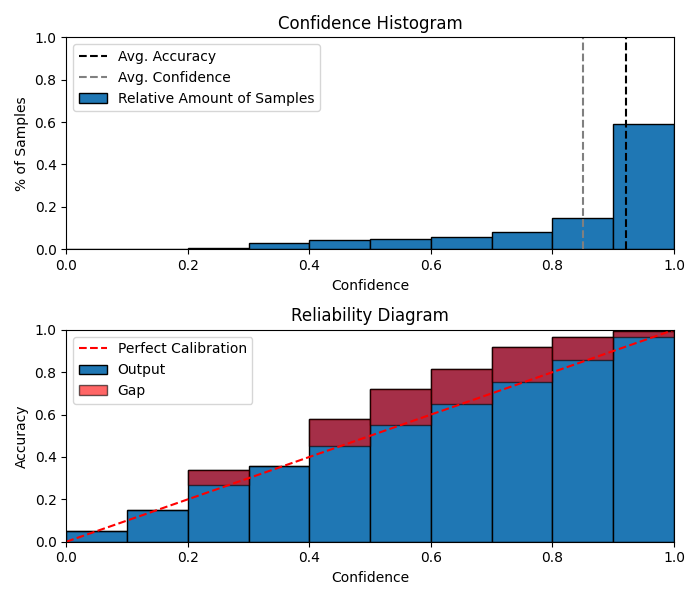 Confidence Histogram
1.0
0.8
0.6
0.4
0.2
0.0
% of Samples
Avg. Accuracy
Avg. Confidence
Relative Amount of Samples
0.0 0.2 0.4 0.6 0.8 1.0
Confidence
Reliability Diagram
1.0
0.8
0.6
0.4
0.2
0.0
Accuracy
Perfect Calibration
Output
Gap
0.0 0.2 0.4 0.6 0.8 1.0
Confidence